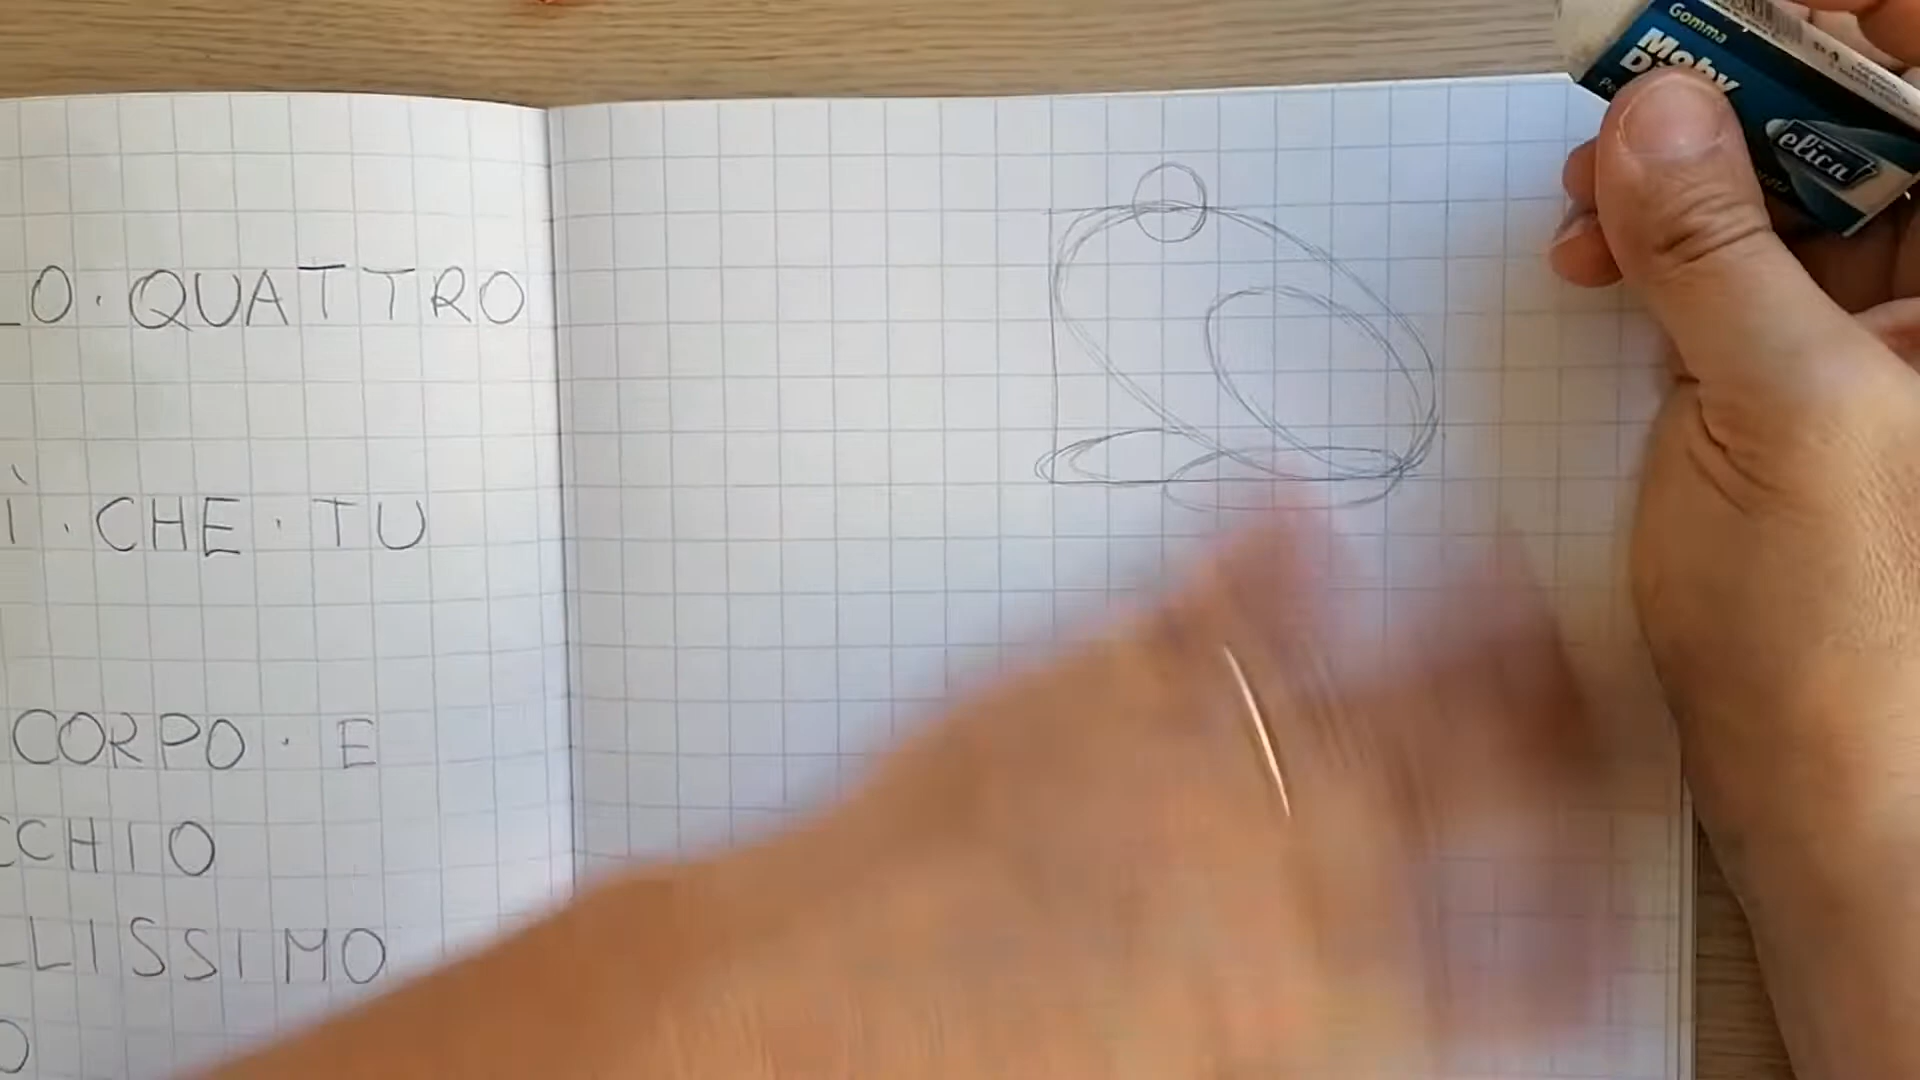 LO · QUATTRO
Ì · CHE · TU
CORPO · E
CCHIO
LLISSIMO
O
Gomma
Moby
elica